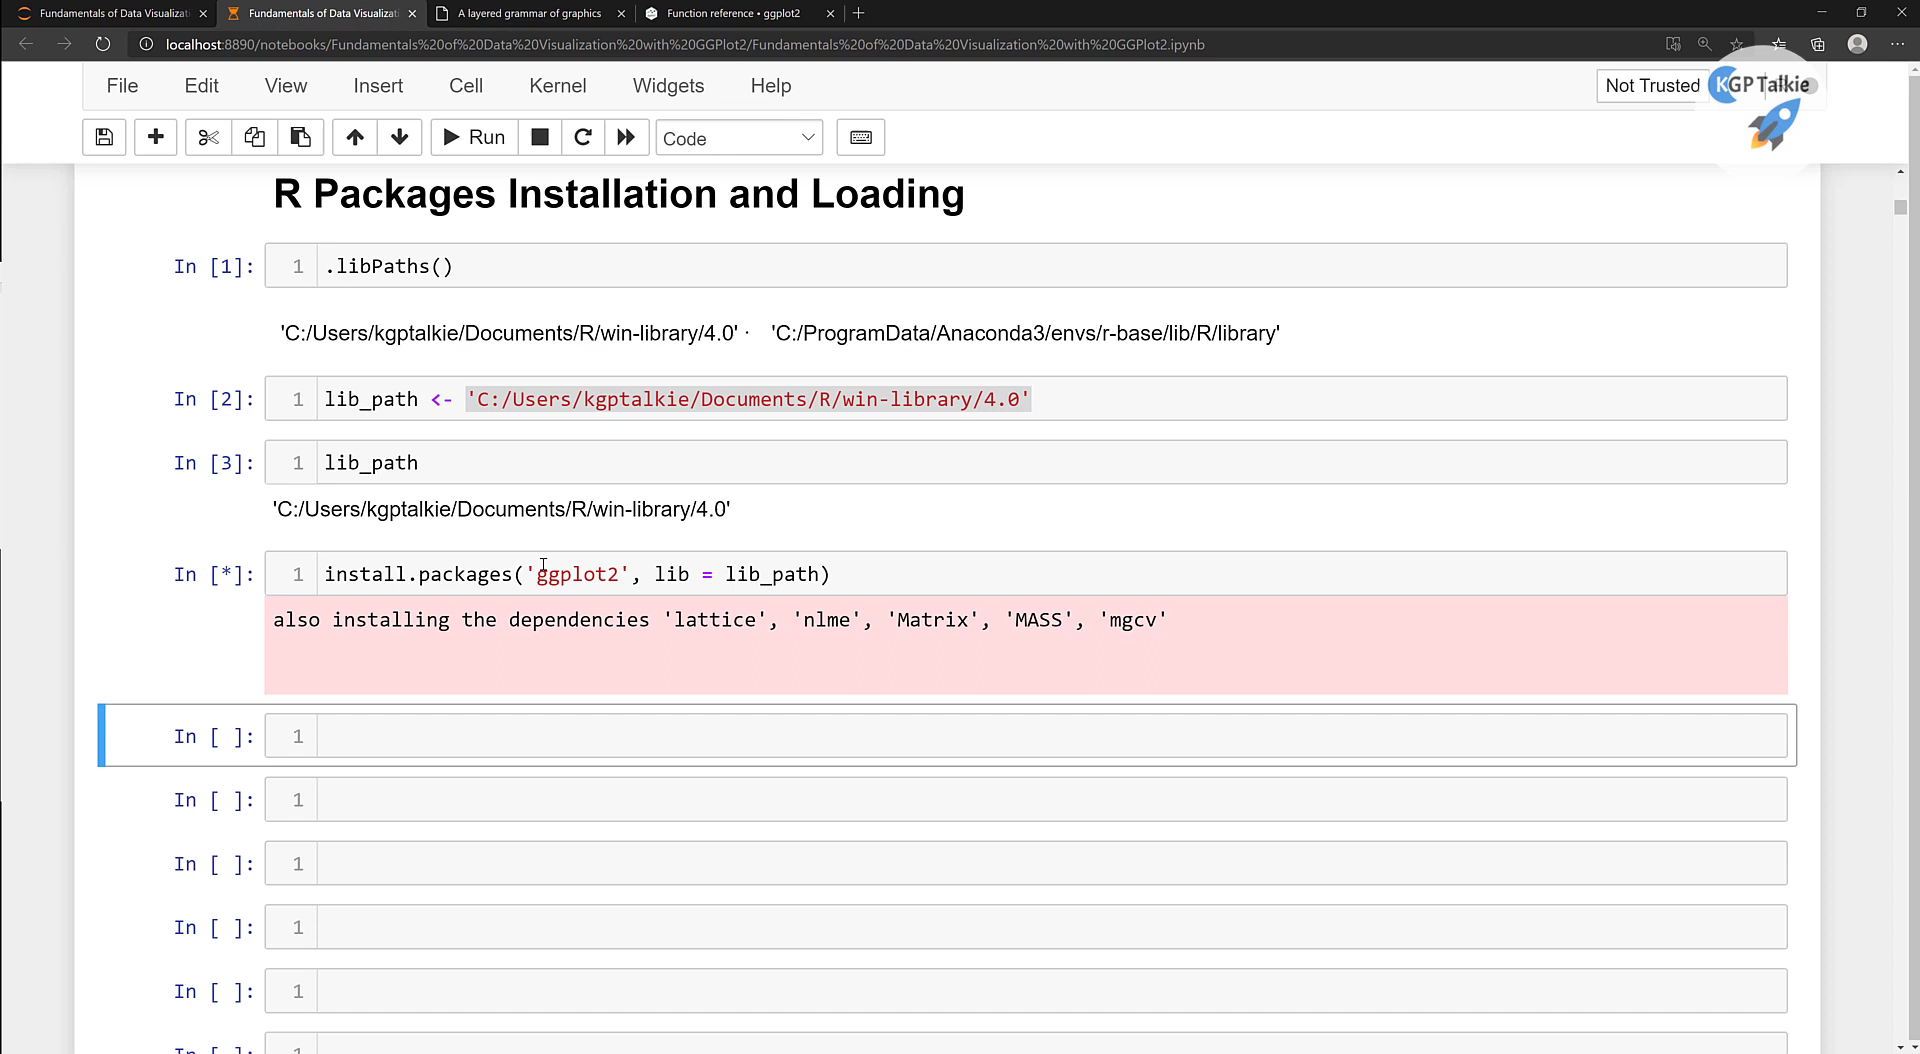 Fundamentals of Data Visualizati
Fundamentals of Data Visualizati
A layered grammar of graphics
Function reference • ggplot2
localhost:8890/notebooks/Fundamentals%20of%20Data%20Visualization%20with%20GGPlot2/Fundamentals%20of%20Data%20Visualization%20with%20GGPlot2.ipynb
File Edit View Insert Cell Kernel Widgets Help
Not Trusted
KGP Talkie
Run
Code
R Packages Installation and Loading
In [1]: 1 .libPaths()
'C:/Users/kgptalkie/Documents/R/win-library/4.0' · 'C:/ProgramData/Anaconda3/envs/r-base/lib/R/library'
In [2]: 1 lib_path <- 'C:/Users/kgptalkie/Documents/R/win-library/4.0'
In [3]: 1 lib_path
'C:/Users/kgptalkie/Documents/R/win-library/4.0'
In [*]: 1 install.packages('ggplot2', lib = lib_path)
also installing the dependencies 'lattice', 'nlme', 'Matrix', 'MASS', 'mgcv'
In [ ]: 1
In [ ]: 1
In [ ]: 1
In [ ]: 1
In [ ]: 1
In [ ]: 1